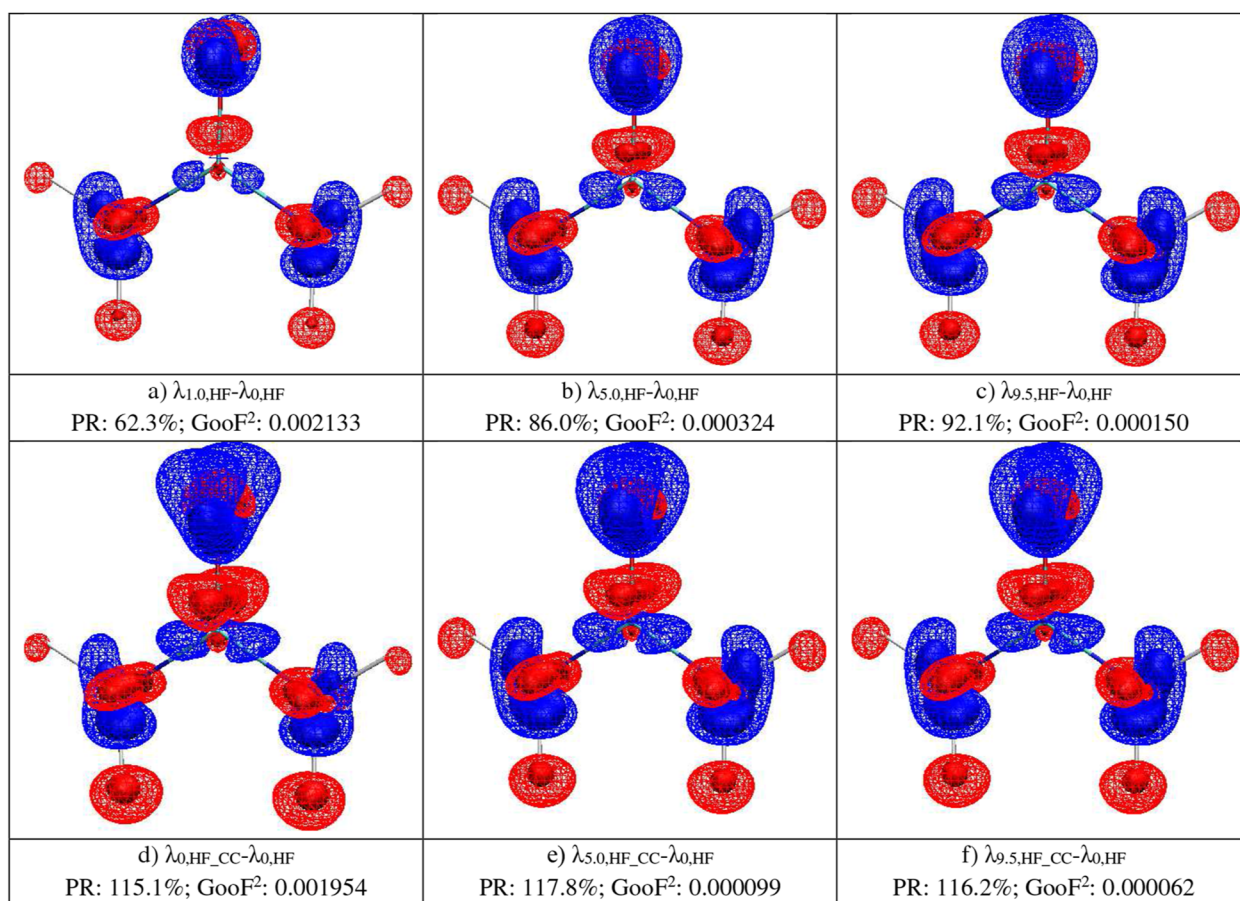 a) λ1.0,HF-λ0,HF
PR: 62.3%; GooF²: 0.002133
b) λ5.0,HF-λ0,HF
PR: 86.0%; GooF²: 0.000324
c) λ9.5,HF-λ0,HF
PR: 92.1%; GooF²: 0.000150
d) λ0,HF_CC-λ0,HF
PR: 115.1%; GooF²: 0.001954
e) λ5.0,HF_CC-λ0,HF
PR: 117.8%; GooF²: 0.000099
f) λ9.5,HF_CC-λ0,HF
PR: 116.2%; GooF²: 0.000062